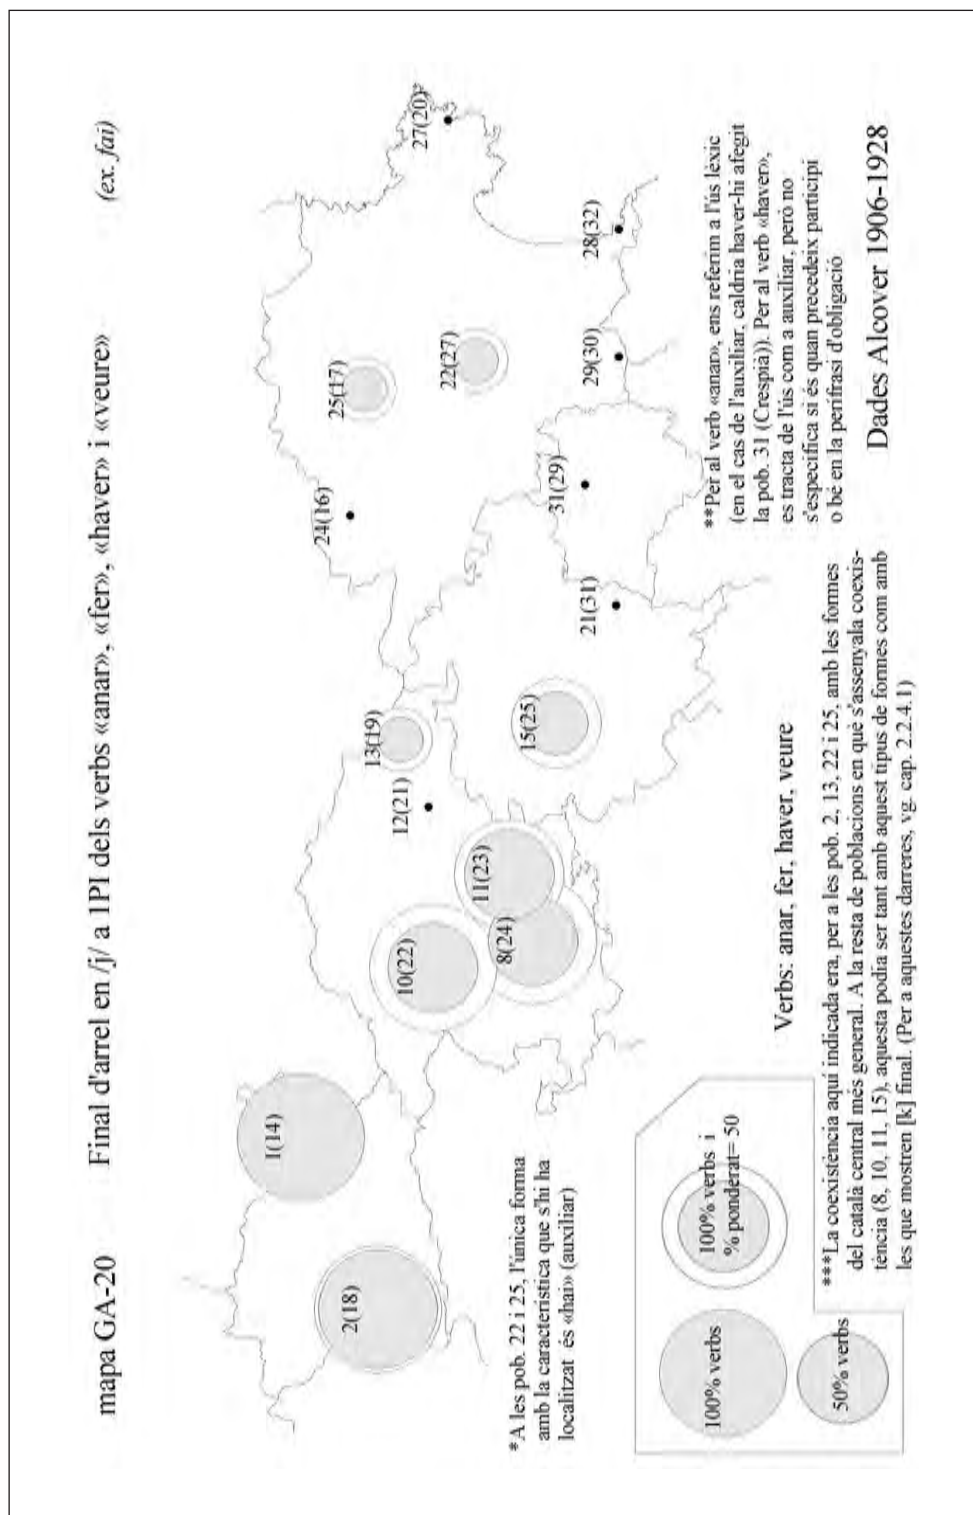 mapa GA-20 Final d'arrel en /j/ a 1PI dels verbs «anar», «fer», «haver» i «veure» (ex. fai)
1(14)
2(18)
10(22)
8(24)
11(23)
12(21)
13(19)
15(25)
24(16)
25(17)
22(27)
27(20)
21(31)
31(29)
29(30)
28(32)
*A les pob. 22 i 25, l'única forma
amb la característica que s'hi ha
localitzat és «hai» (auxiliar)
Verbs: anar, fer, haver, veure
**Per al verb «anar», ens referim a l'ús lèxic
(en el cas de l'auxiliar, caldria haver-hi afegit
la pob. 31 (Crespià)). Per al verb «haver»,
es tracta de l'ús com a auxiliar, però no
s'especifica si és quan precedeix participi
o bé en la perífrasi d'obligació
100% verbs
100% verbs i
% ponderat= 50
50% verbs
***La coexistència aquí indicada era, per a les pob. 2, 13, 22 i 25, amb les formes
del català central més general. A la resta de poblacions en què s'assenyala coexis-
tència (8, 10, 11, 15), aquesta podia ser tant amb aquest tipus de formes com amb
les que mostren [k] final. (Per a aquestes darreres, vg. cap. 2.2.4.1)
Dades Alcover 1906-1928